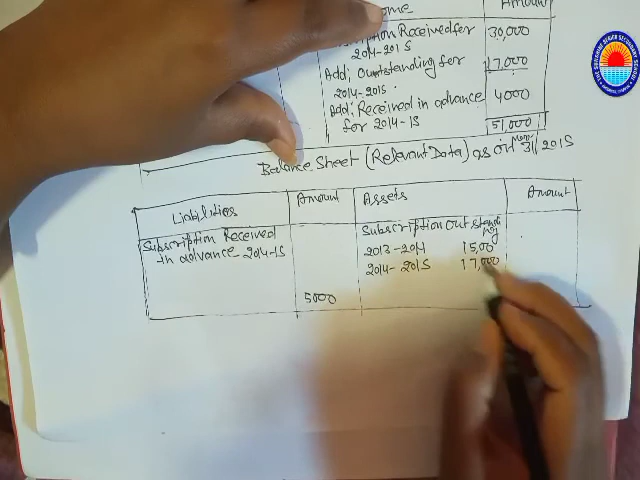 ome
Amount
ption Received for
2014-2015
30,000
Add; Outstanding for
2014-2015.
17,000
Add; Received in advance
for 2014-15
4000
51,000
Balance Sheet (Relevant Data) as on 31 March 2015
Liabilities
Amount
Assets
Amount
Subscription Received
in advance 2014-15
5000
Subscription Outstanding
2013-2014 15,00
2014-2015 17,000